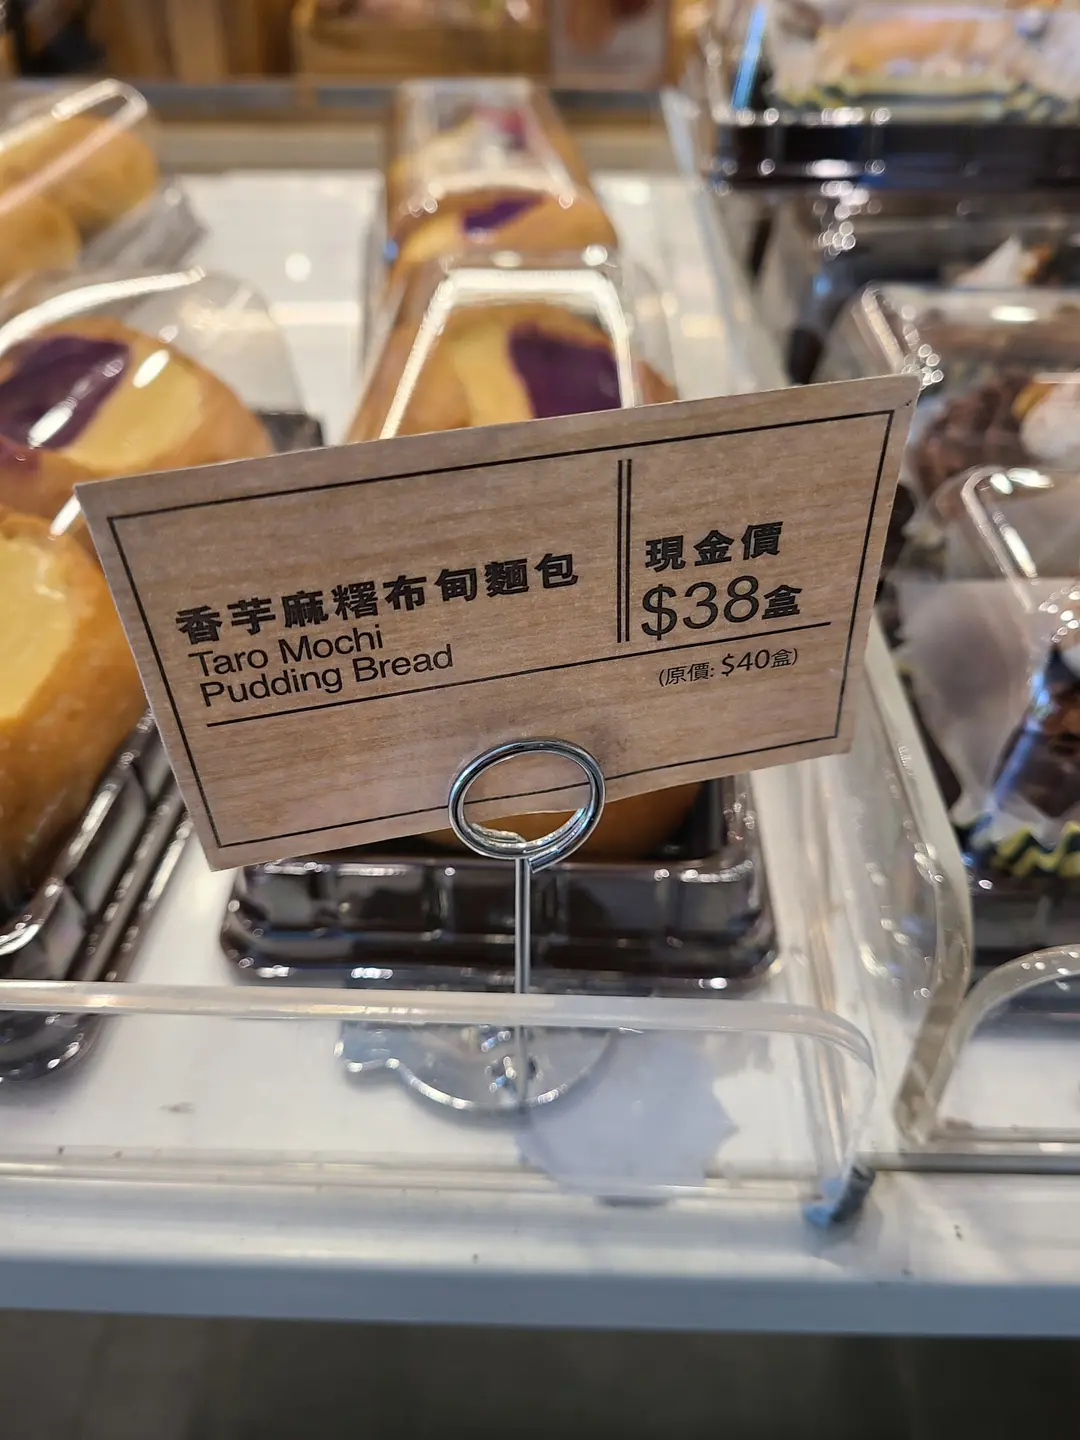 香芋麻糬布甸麵包
Taro Mochi
Pudding Bread
現金價
$38盒
(原價: $40盒)